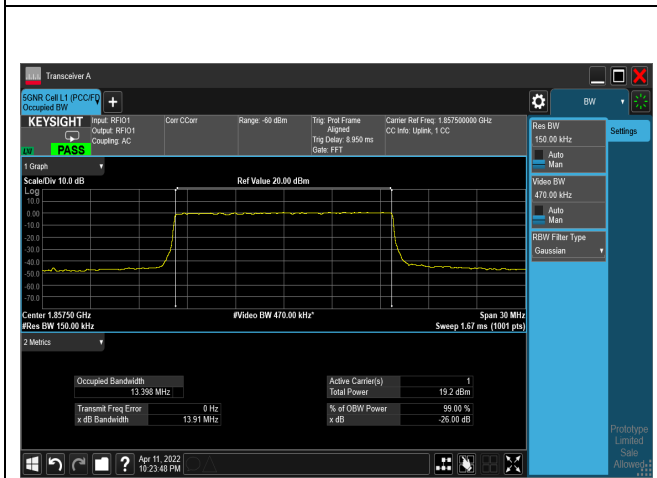 Transceiver A
5GNR Cell L1 (PCC/F
Occupied BW
+
BW
KEYSIGHT
Input: RFIO1
Output: RFIO1
Coupling: AC
Corr CCorr
Range: -60 dBm
Trig: Prot Frame
Aligned
Trig Delay: 8.950 ms
Gate: FFT
Carrier Ref Freq: 1.857500000 GHz
CC Info: Uplink, 1 CC
PASS
Res BW
150.00 kHz
Auto
Man
Settings
Video BW
470.00 kHz
Auto
Man
RBW Filter Type
Gaussian
1 Graph
Scale/Div 10.0 dB
Ref Value 20.00 dBm
Log
10.0
0.00
-10.0
-20.0
-30.0
-40.0
-50.0
-60.0
-70.0
Center 1.85750 GHz
#Video BW 470.00 kHz*
Span 30 MHz
#Res BW 150.00 kHz
Sweep 1.67 ms (1001 pts)
2 Metrics
Occupied Bandwidth
13.398 MHz
Active Carrier(s) 1
Total Power 19.2 dBm
Transmit Freq Error 0 Hz
x dB Bandwidth 13.91 MHz
% of OBW Power 99.00 %
x dB -26.00 dB
Prototype
Limited
Sale
Allowed
?
Apr 11, 2022
10:23:48 PM